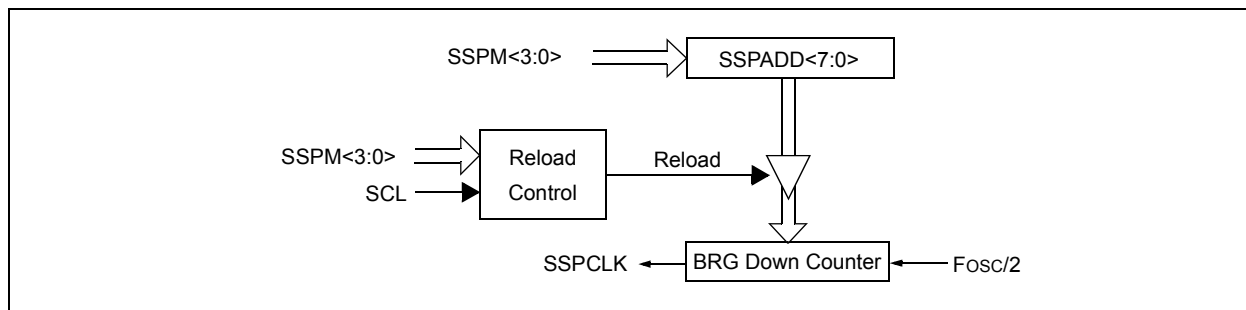 SSPM<3:0>
SSPADD<7:0>
SSPM<3:0>
SCL
Reload
Control
Reload
SSPCLK
BRG Down Counter
FOSC/2